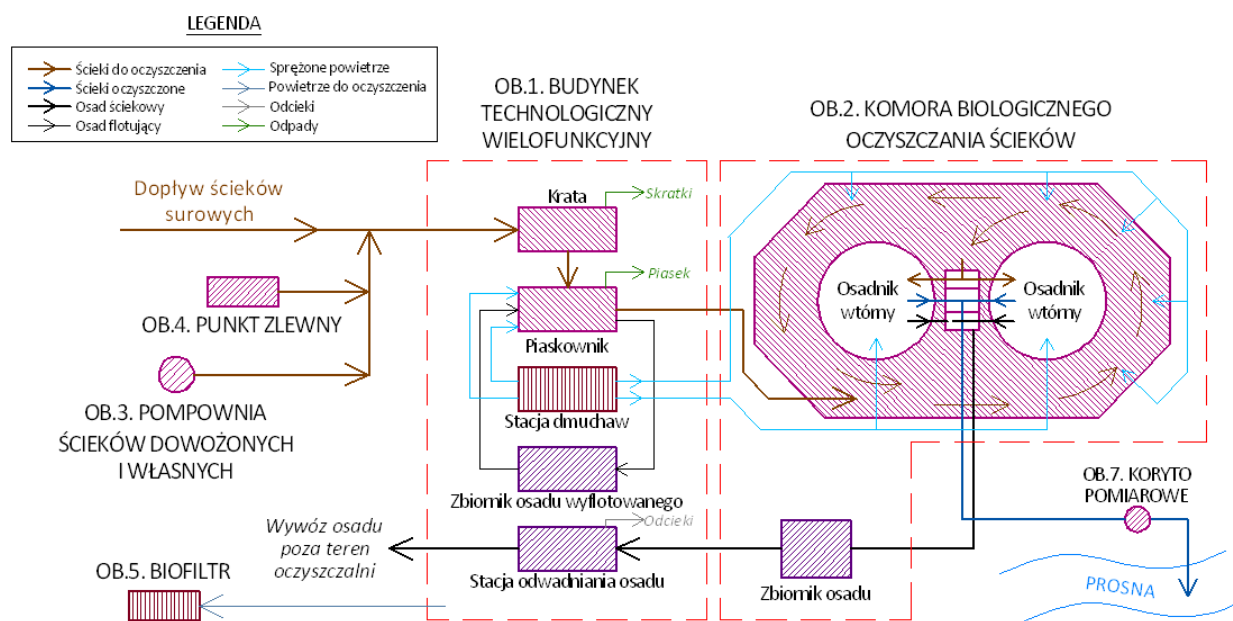 LEGENDA
Ścieki do oczyszczenia
Ścieki oczyszczone
Osad ściekowy
Osad flotujący
Sprężone powietrze
Powietrze do oczyszczenia
Odcieki
Odpady
OB.1. BUDYNEK
TECHNOLOGICZNY
WIELOFUNKCYJNY
OB.2. KOMORA BIOLOGICZNEGO
OCZYSZCZANIA ŚCIEKÓW
Dopływ ścieków
surowych
Krata
Skratki
Piasek
OB.4. PUNKT ZLEWNY
Piaskownik
Osadnik
wtórny
Osadnik
wtórny
OB.3. POMPOWNIA
ŚCIEKÓW DOWOŻONYCH
I WŁASNYCH
Stacja dmuchaw
Zbiornik osadu wyflotowanego
OB.7. KORYTO
POMIAROWE
Wywóz osadu
poza teren
oczyszczalni
Odcieki
Stacja odwadniania osadu
Zbiornik osadu
OB.5. BIOFILTR
PROSNA